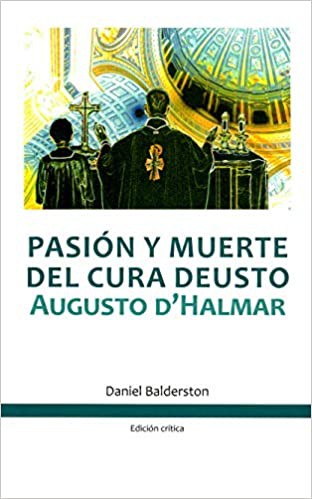 PASIÓN Y MUERTE
DEL CURA DEUSTO
AUGUSTO D'HALMAR
Daniel Balderston
Edición crítica